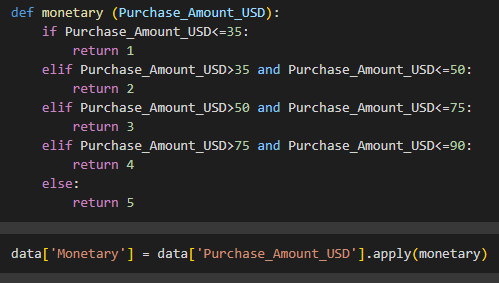 def monetary (Purchase_Amount_USD):
    if Purchase_Amount_USD<=35:
        return 1
    elif Purchase_Amount_USD>35 and Purchase_Amount_USD<=50:
        return 2
    elif Purchase_Amount_USD>50 and Purchase_Amount_USD<=75:
        return 3
    elif Purchase_Amount_USD>75 and Purchase_Amount_USD<=90:
        return 4
    else:
        return 5
data['Monetary'] = data['Purchase_Amount_USD'].apply(monetary)